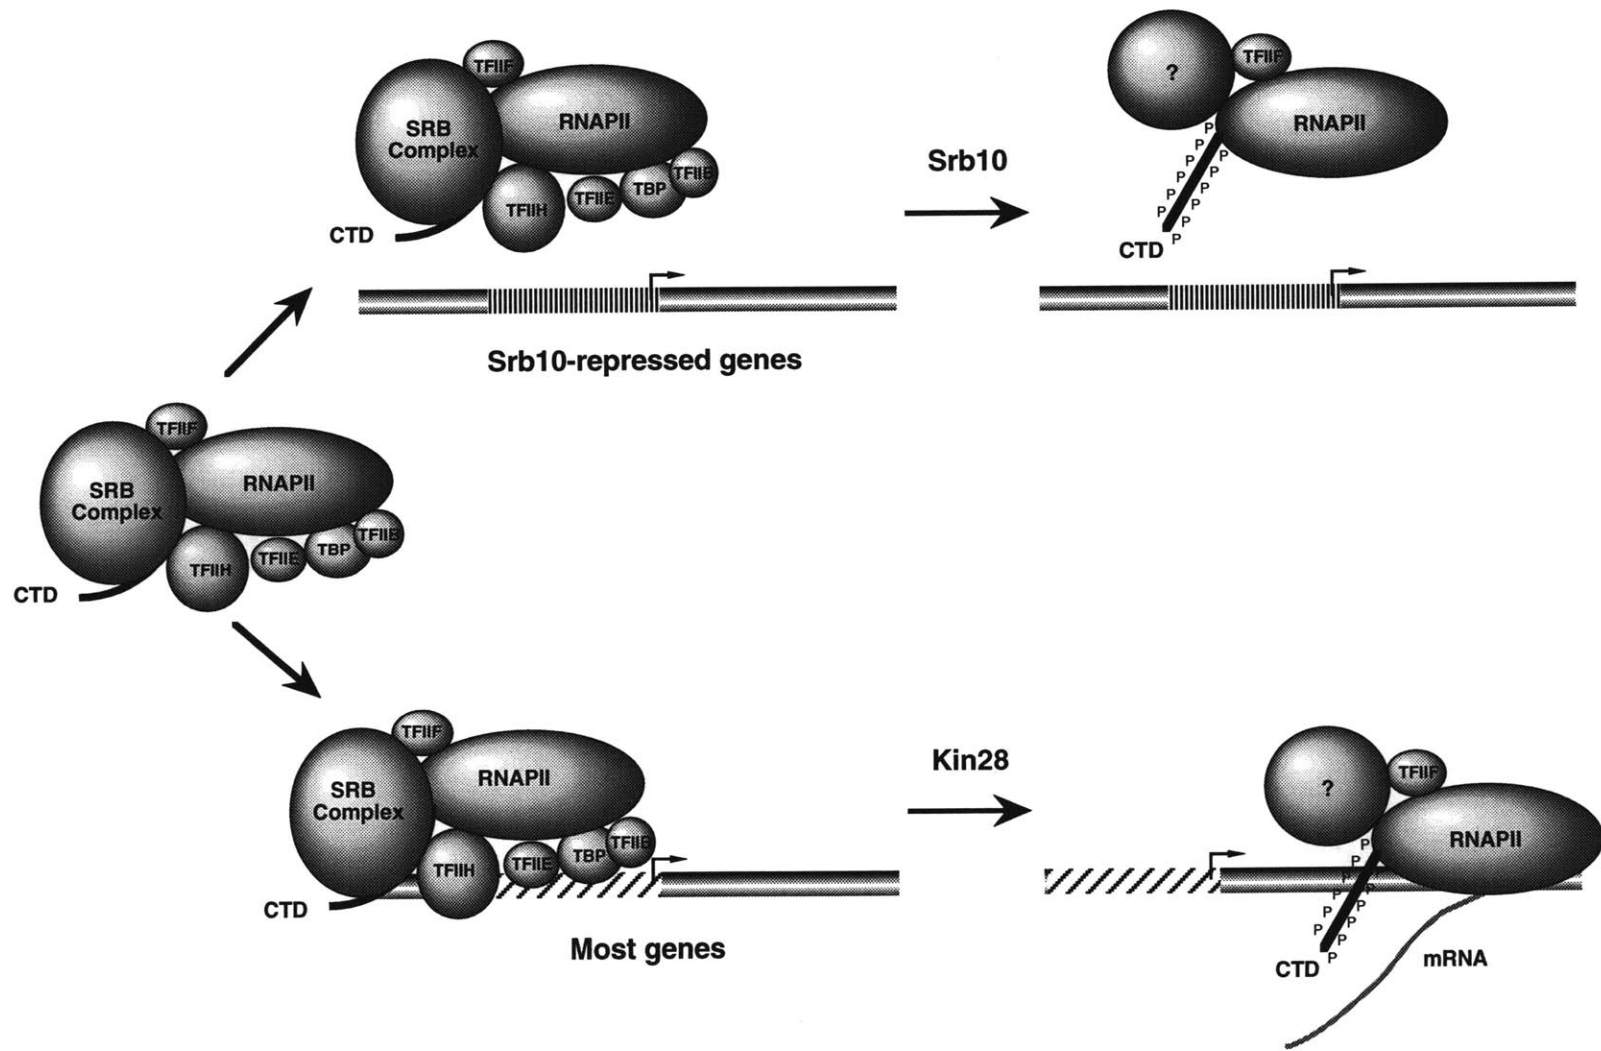 TFIIF
SRB
Complex
RNAPII
TFIIH
TFIIE
TBP
TFIIB
CTD
Srb10-repressed genes
Srb10
?
TFIIF
RNAPII
P P P P P P P P P P P
CTD
TFIIF
SRB
Complex
RNAPII
TFIIH
TFIIE
TBP
TFIIB
CTD
TFIIF
SRB
Complex
RNAPII
TFIIH
TFIIE
TBP
TFIIB
CTD
Most genes
Kin28
?
TFIIF
RNAPII
P P P P P P P P P P P
CTD
mRNA